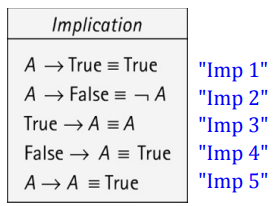 Implication
A → True ≡ True "Imp 1"
A → False ≡ ¬ A "Imp 2"
True → A ≡ A "Imp 3"
False → A ≡ True "Imp 4"
A → A ≡ True "Imp 5"